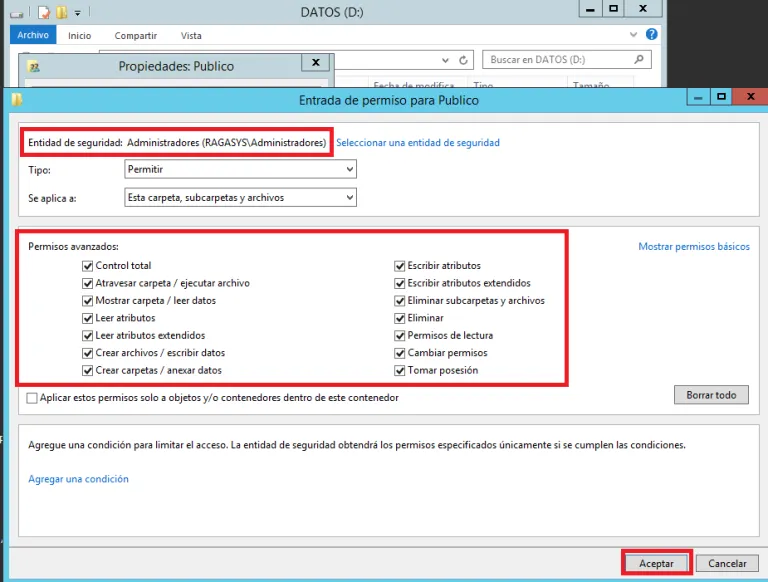 DATOS (D:)
Archivo Inicio Compartir Vista
Propiedades: Publico
Buscar en DATOS (D:)
Fecha de modifica... Tipo Tamaño
Entrada de permiso para Publico
Entidad de seguridad: Administradores (RAGASYS\Administradores) Seleccionar una entidad de seguridad
Tipo: Permitir
Se aplica a: Esta carpeta, subcarpetas y archivos
Permisos avanzados: Mostrar permisos básicos
Control total Escribir atributos
Atravesar carpeta / ejecutar archivo Escribir atributos extendidos
Mostrar carpeta / leer datos Eliminar subcarpetas y archivos
Leer atributos Eliminar
Leer atributos extendidos Permisos de lectura
Crear archivos / escribir datos Cambiar permisos
Crear carpetas / anexar datos Tomar posesión
Aplicar estos permisos solo a objetos y/o contenedores dentro de este contenedor Borrar todo
Agregue una condición para limitar el acceso. La entidad de seguridad obtendrá los permisos especificados únicamente si se cumplen las condiciones.
Agregar una condición
Aceptar Cancelar